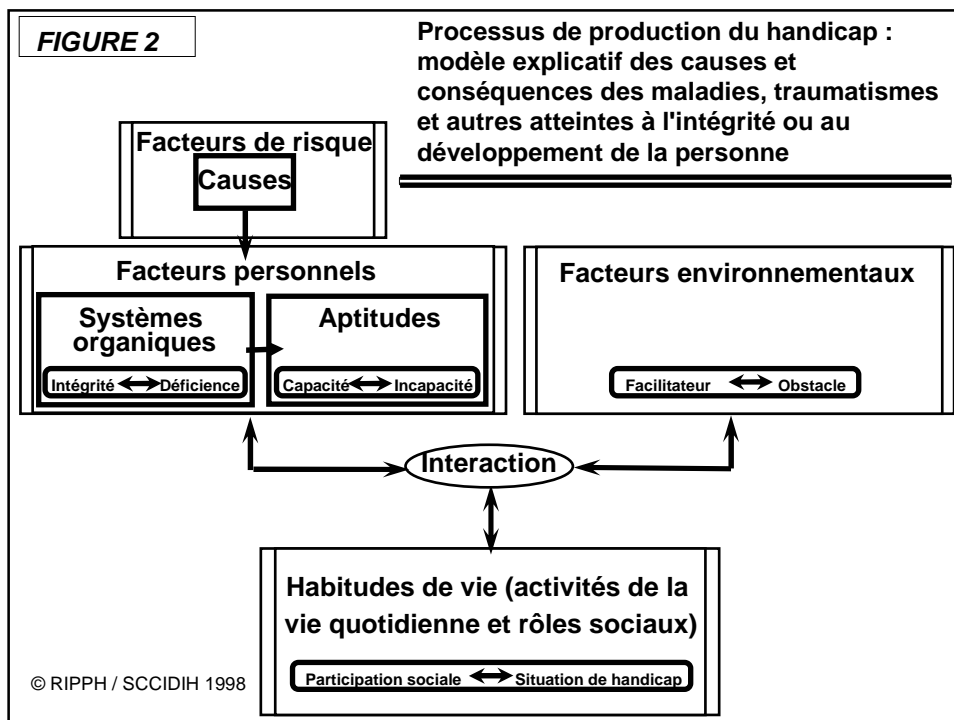 FIGURE 2
Processus de production du handicap :
modèle explicatif des causes et
conséquences des maladies, traumatismes
et autres atteintes à l'intégrité ou au
développement de la personne
Facteurs de risque
Causes
Facteurs personnels
Systèmes
organiques
Intégrité Déficience
Aptitudes
Capacité Incapacité
Facteurs environnementaux
Facilitateur Obstacle
Interaction
Habitudes de vie (activités de la
vie quotidienne et rôles sociaux)
Participation sociale Situation de handicap
© RIPPH / SCCIDIH 1998